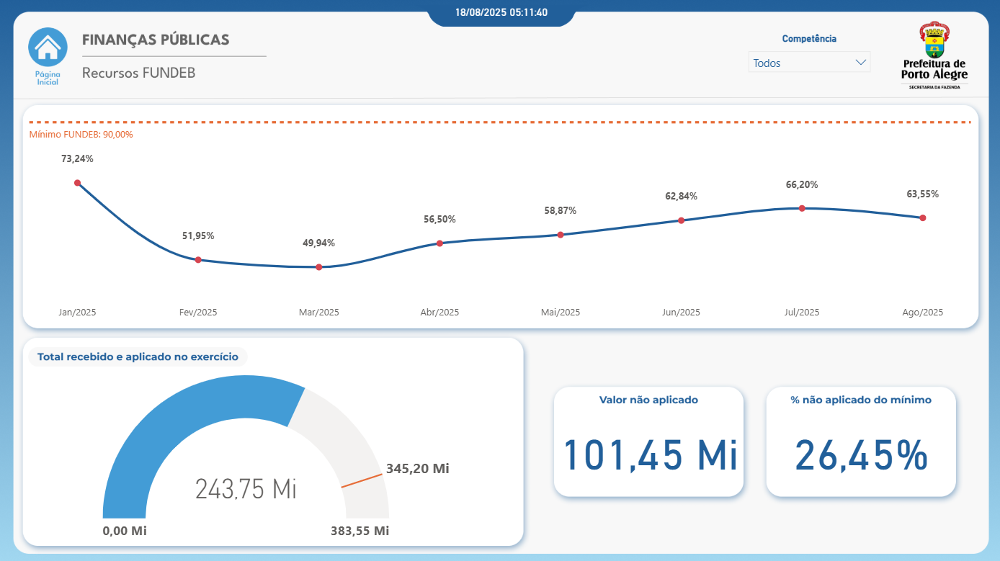 18/08/2025 05:11:40
FINANÇAS PÚBLICAS
Recursos FUNDEB
Página
Inicial
Competência
Todos
Prefeitura de
Porto Alegre
SECRETARIA DA FAZENDA
Mínimo FUNDEB: 90,00%
73,24%
51,95%
49,94%
56,50%
58,87%
62,84%
66,20%
63,55%
Jan/2025
Fev/2025
Mar/2025
Abr/2025
Mai/2025
Jun/2025
Jul/2025
Ago/2025
Total recebido e aplicado no exercício
345,20 Mi
243,75 Mi
0,00 Mi
383,55 Mi
Valor não aplicado
101,45 Mi
% não aplicado do mínimo
26,45%